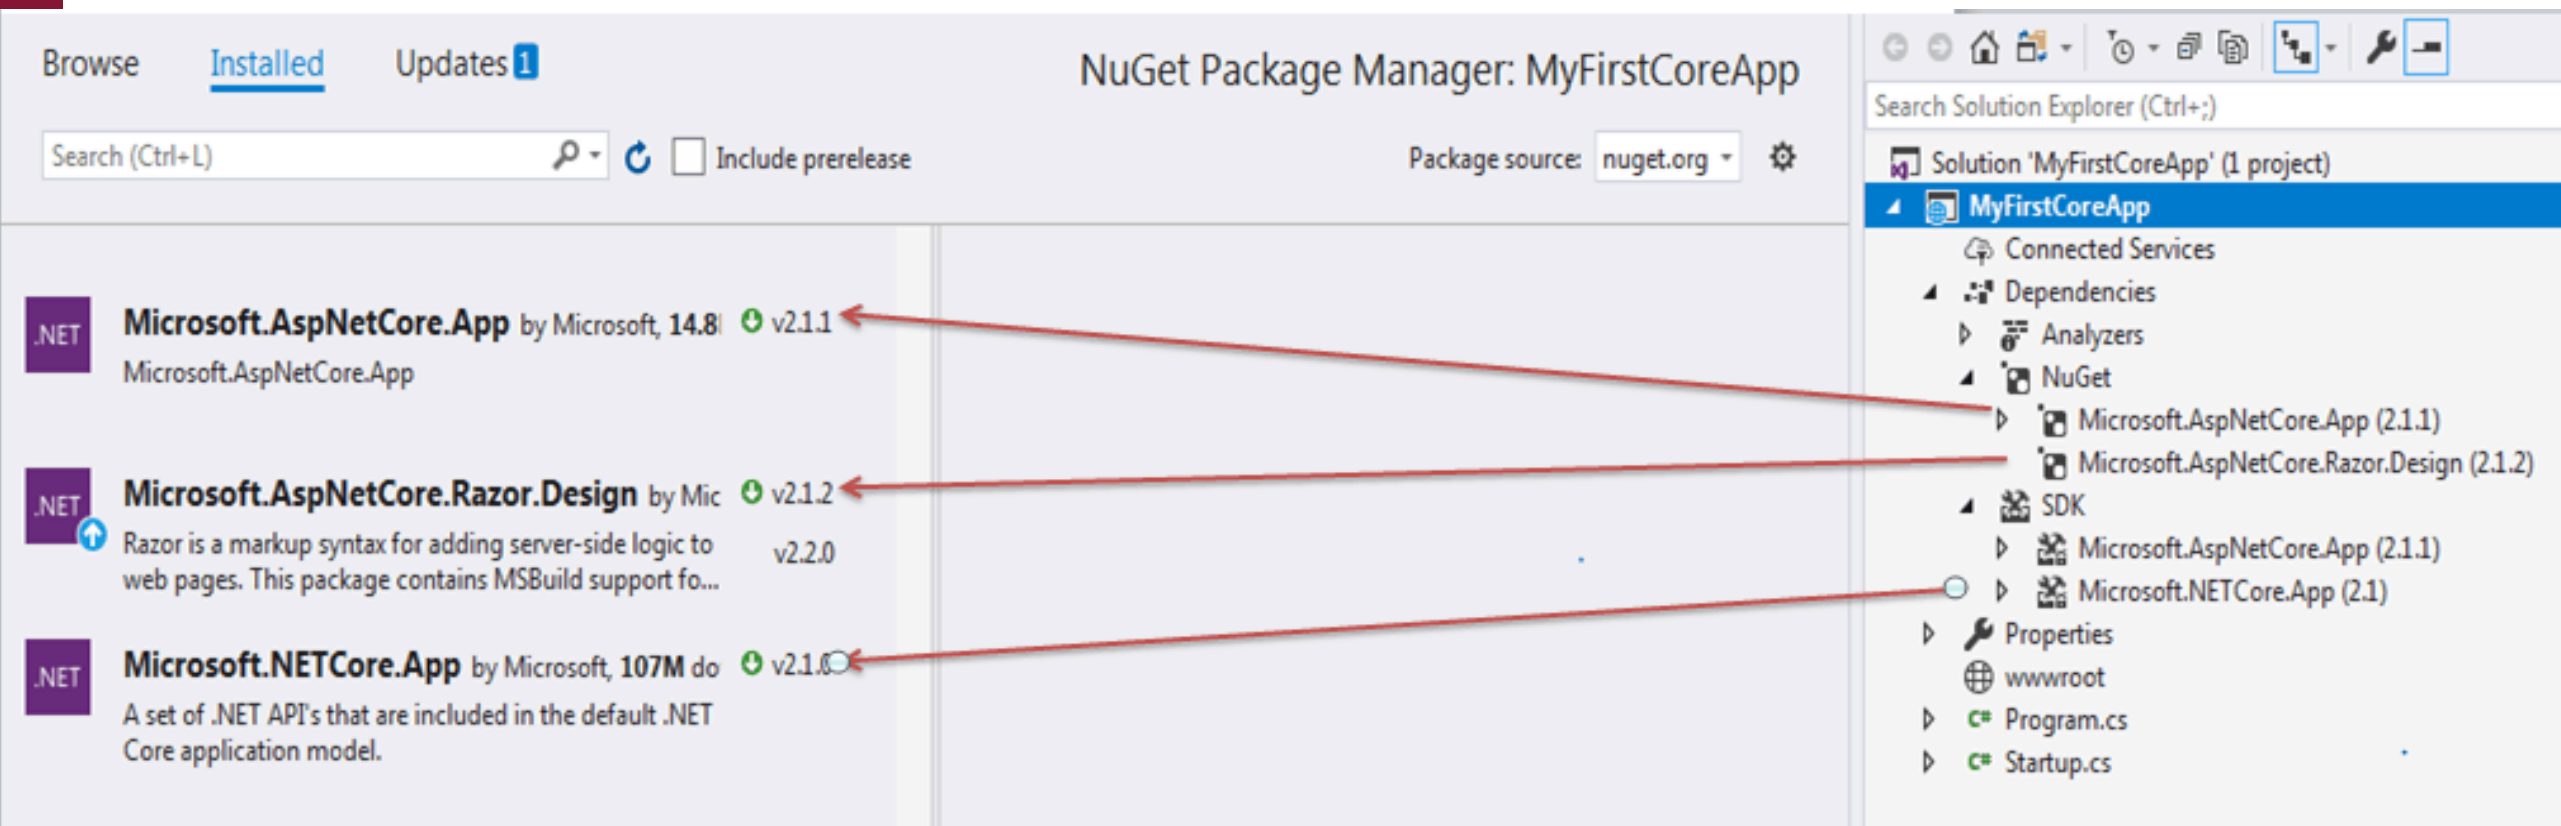 Browse Installed Updates 1
NuGet Package Manager: MyFirstCoreApp
Search (Ctrl+L)
Include prerelease
Package source: nuget.org
.NET
Microsoft.AspNetCore.App by Microsoft, 14.8 v2.1.1
Microsoft.AspNetCore.App
.NET
Microsoft.AspNetCore.Razor.Design by Mic v2.1.2
Razor is a markup syntax for adding server-side logic to v2.2.0
web pages. This package contains MSBuild support fo...
.NET
Microsoft.NETCore.App by Microsoft, 107M do v2.1.0
A set of .NET API's that are included in the default .NET
Core application model.
Search Solution Explorer (Ctrl+;)
Solution 'MyFirstCoreApp' (1 project)
MyFirstCoreApp
Connected Services
Dependencies
Analyzers
NuGet
Microsoft.AspNetCore.App (2.1.1)
Microsoft.AspNetCore.Razor.Design (2.1.2)
SDK
Microsoft.AspNetCore.App (2.1.1)
Microsoft.NETCore.App (2.1)
Properties
wwwroot
C# Program.cs
C# Startup.cs